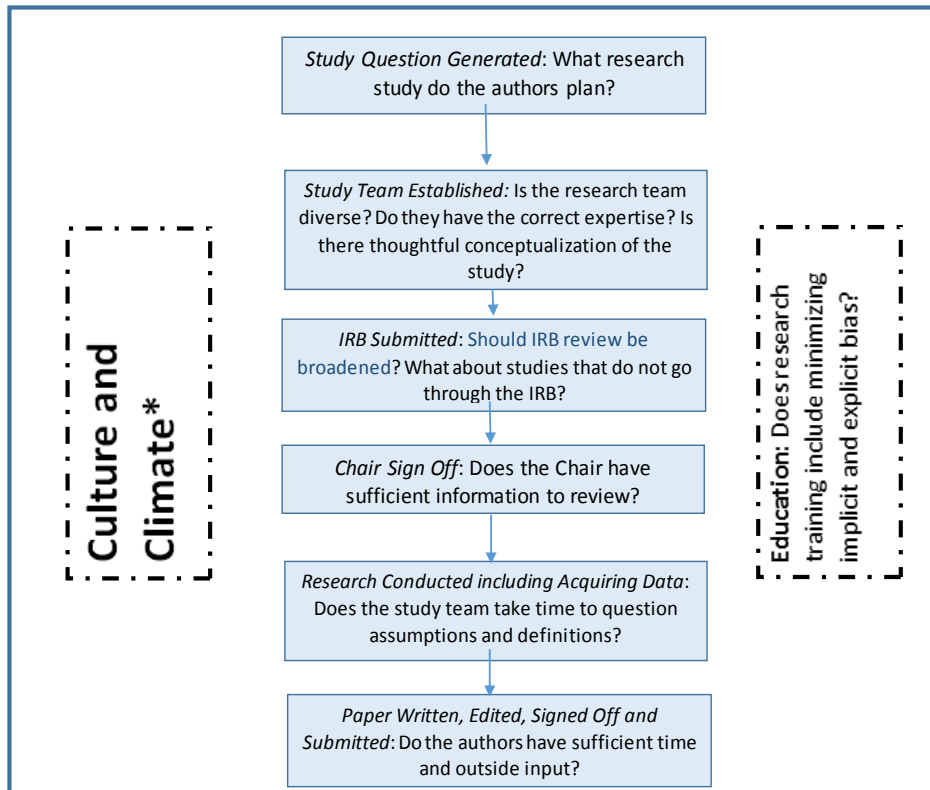 Study Question Generated: What research
study do the authors plan?
Study Team Established: Is the research team
diverse? Do they have the correct expertise? Is
there thoughtful conceptualization of the
study?
IRB Submitted: Should IRB review be
broadened? What about studies that do not go
through the IRB?
Chair Sign Off: Does the Chair have
sufficient information to review?
Research Conducted including Acquiring Data:
Does the study team take time to question
assumptions and definitions?
Paper Written, Edited, Signed Off and
Submitted: Do the authors have sufficient time
and outside input?
Culture and
Climate*
Education: Does research
training include minimizing
implicit and explicit bias?